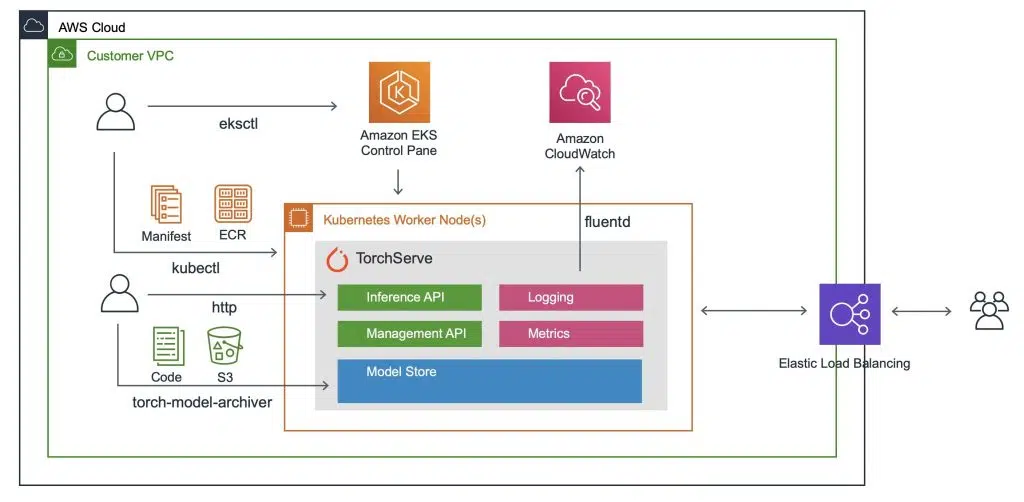 AWS Cloud
Customer VPC
eksctl
Amazon EKS
Control Pane
Amazon
CloudWatch
Manifest
ECR
kubectl
Kubernetes Worker Node(s)
fluentd
TorchServe
http
Inference API
Logging
Management API
Metrics
Model Store
Code
S3
torch-model-archiver
Elastic Load Balancing